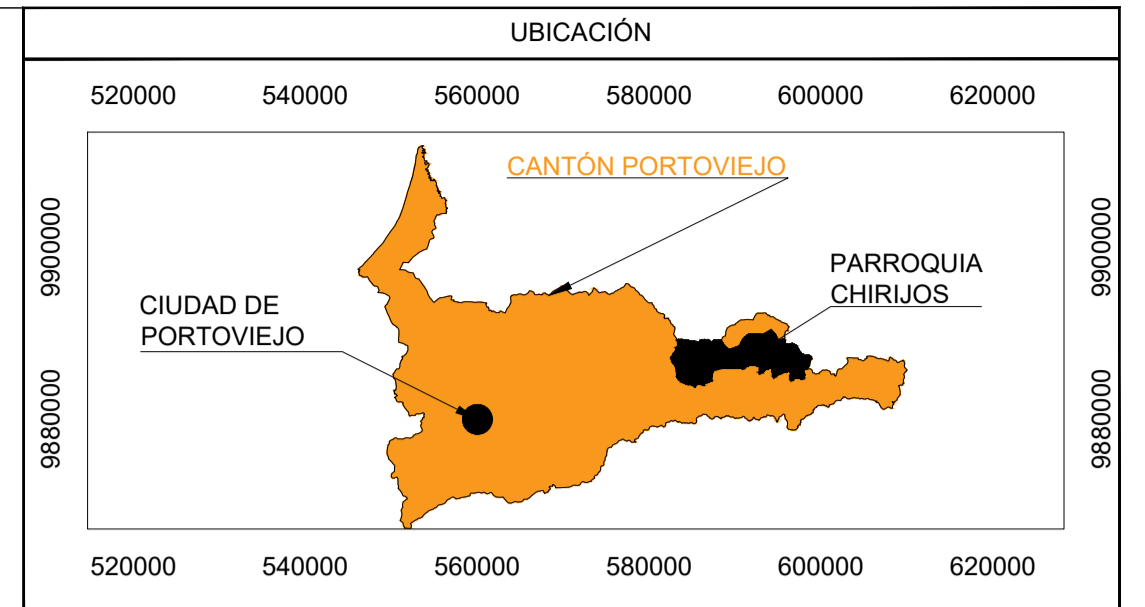 UBICACIÓN
520000 540000 560000 580000 600000 620000
CANTÓN PORTOVIEJO
9900000
9900000
PARROQUIA
CHIRIJOS
CIUDAD DE
PORTOVIEJO
9880000
9880000
520000 540000 560000 580000 600000 620000